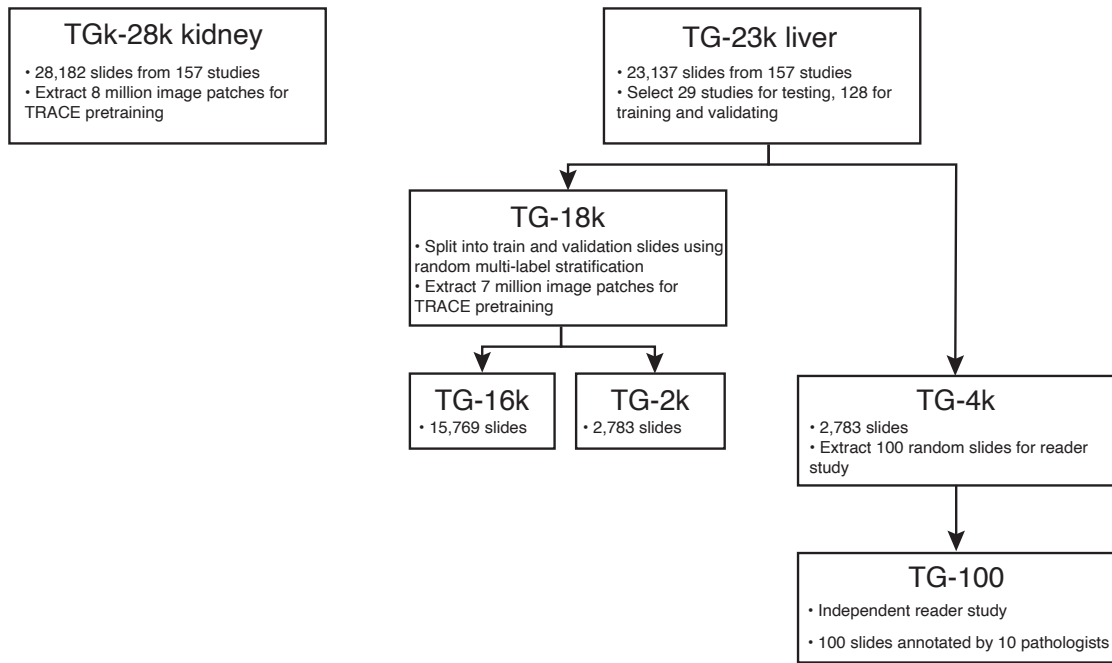 TGk-28k kidney
• 28,182 slides from 157 studies
• Extract 8 million image patches for
TRACE pretraining
TG-23k liver
• 23,137 slides from 157 studies
• Select 29 studies for testing, 128 for
training and validating
TG-18k
• Split into train and validation slides using
random multi-label stratification
• Extract 7 million image patches for
TRACE pretraining
TG-16k
• 15,769 slides
TG-2k
• 2,783 slides
TG-4k
• 2,783 slides
• Extract 100 random slides for reader
study
TG-100
• Independent reader study
• 100 slides annotated by 10 pathologists